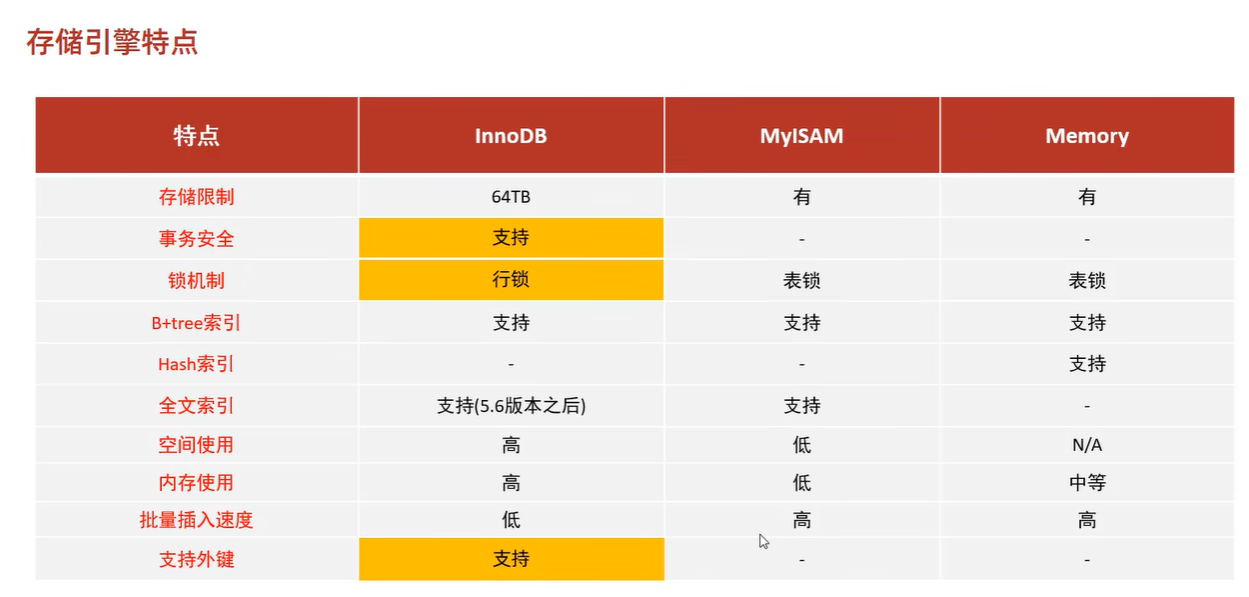 存储引擎特点
特点 InnoDB MyISAM Memory
存储限制 64TB 有 有
事务安全 支持 - -
锁机制 行锁 表锁 表锁
B+tree索引 支持 支持 支持
Hash索引 - - 支持
全文索引 支持(5.6版本之后) 支持 -
空间使用 高 低 N/A
内存使用 高 低 中等
批量插入速度 低 高 高
支持外键 支持 - -